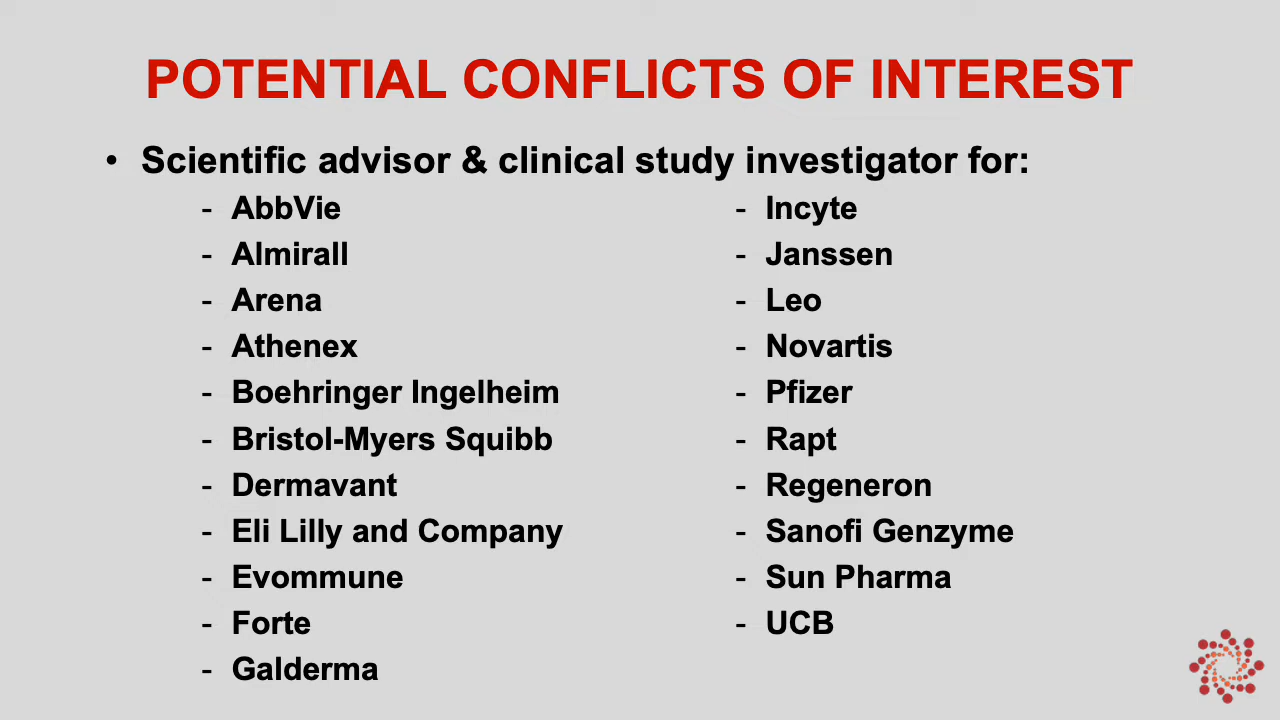 POTENTIAL CONFLICTS OF INTEREST
• Scientific advisor & clinical study investigator for:
- AbbVie
- Almirall
- Arena
- Athenex
- Boehringer Ingelheim
- Bristol-Myers Squibb
- Dermavant
- Eli Lilly and Company
- Evommune
- Forte
- Galderma
- Incyte
- Janssen
- Leo
- Novartis
- Pfizer
- Rapt
- Regeneron
- Sanofi Genzyme
- Sun Pharma
- UCB